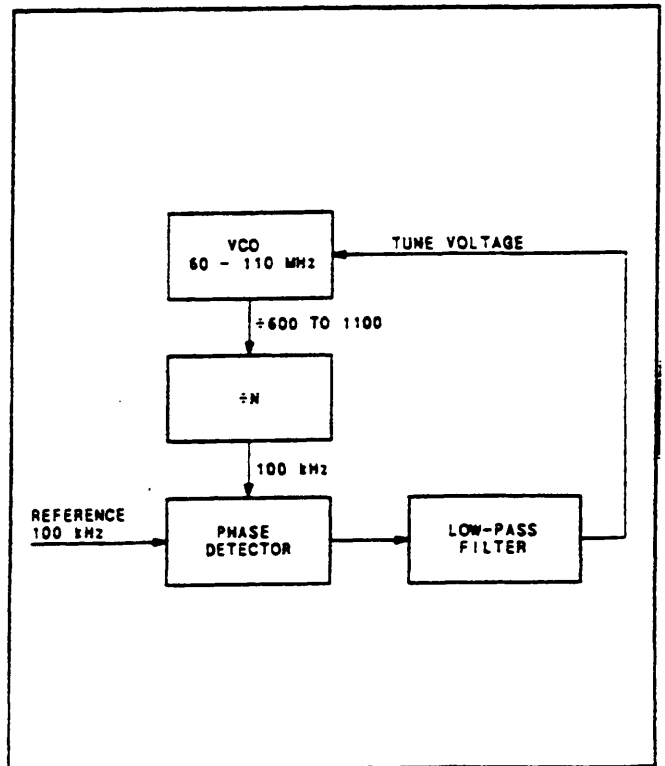 VCO
60 - 110 MHz
TUNE VOLTAGE
÷600 TO 1100
÷N
100 kHz
REFERENCE
100 kHz
PHASE
DETECTOR
LOW-PASS
FILTER